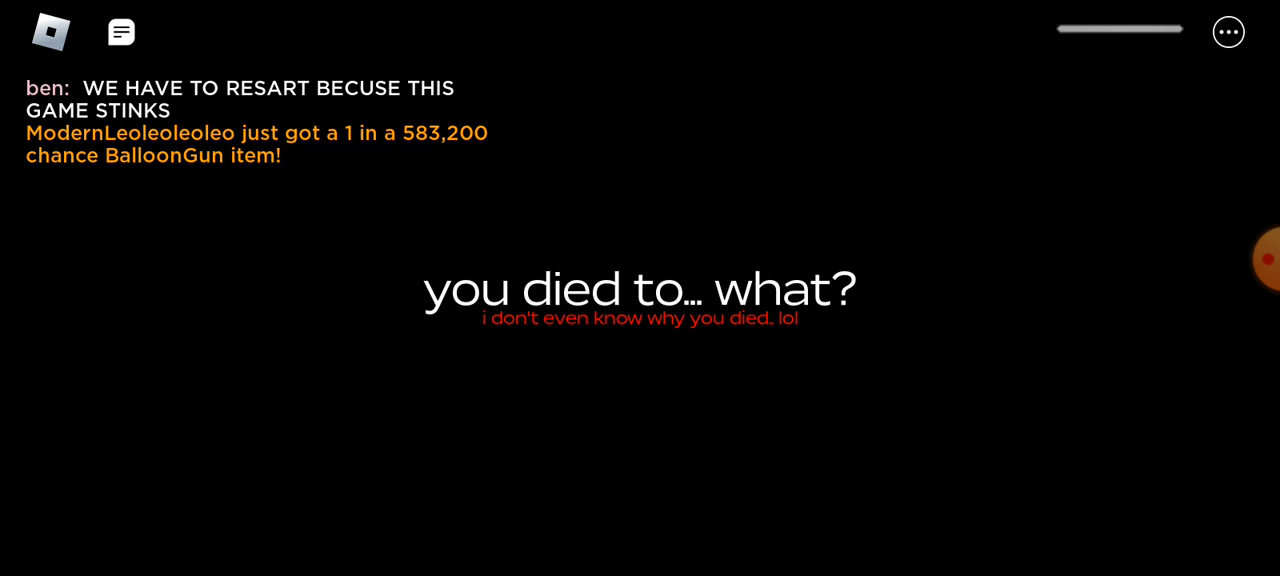 ben: WE HAVE TO RESART BECUSE THIS
GAME STINKS
ModernLeoleoleoleo just got a 1 in a 583,200
chance BalloonGun item!
you died to... what?
i don't even know why you died.. lol